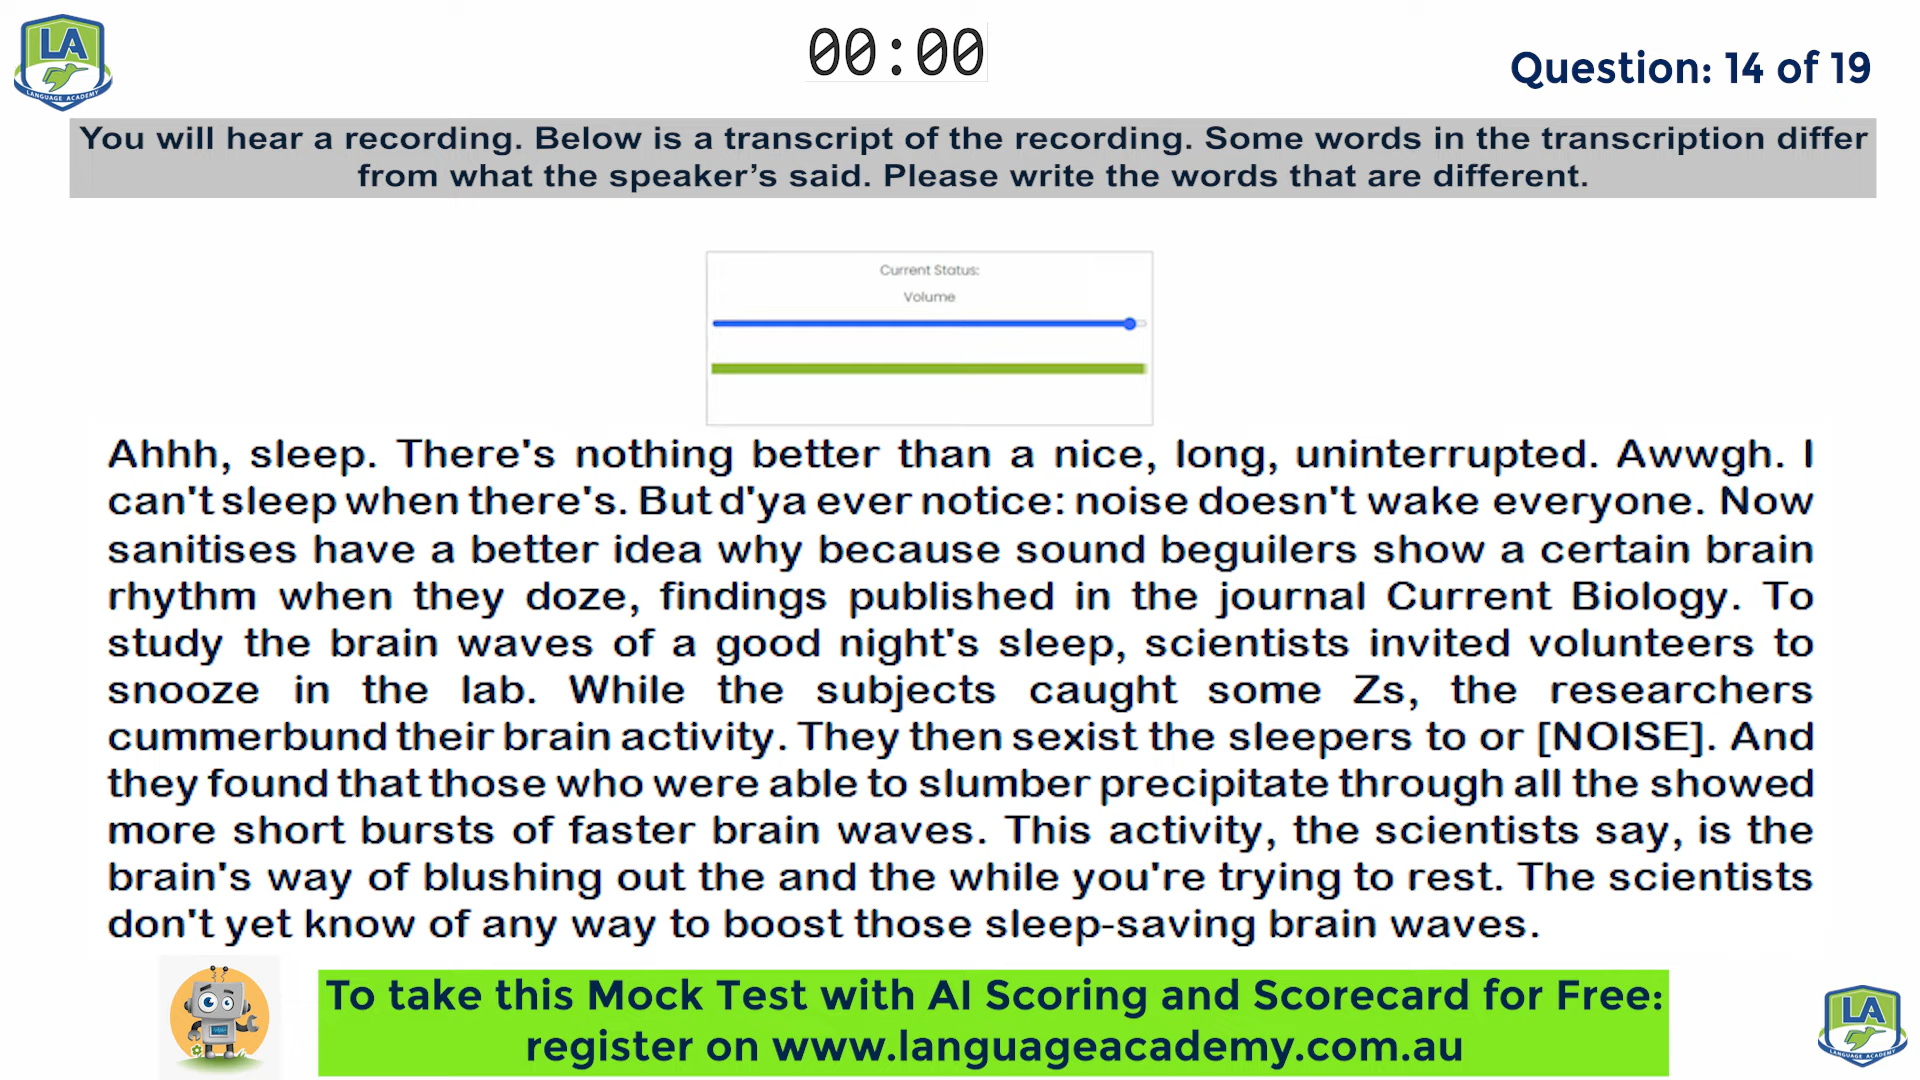 LA
LANGUAGE ACADEMY
00:00
Question: 14 of 19
You will hear a recording. Below is a transcript of the recording. Some words in the transcription differ
from what the speaker's said. Please write the words that are different.
Current Status:
Volume
Ahhh, sleep. There's nothing better than a nice, long, uninterrupted. Awwgh. I
can't sleep when there's. But d'ya ever notice: noise doesn't wake everyone. Now
sanitises have a better idea why because sound beguilers show a certain brain
rhythm when they doze, findings published in the journal Current Biology. To
study the brain waves of a good night's sleep, scientists invited volunteers to
snooze in the lab. While the subjects caught some Zs, the researchers
cummerbund their brain activity. They then sexist the sleepers to or [NOISE]. And
they found that those who were able to slumber precipitate through all the showed
more short bursts of faster brain waves. This activity, the scientists say, is the
brain's way of blushing out the and the while you're trying to rest. The scientists
don't yet know of any way to boost those sleep-saving brain waves.
To take this Mock Test with AI Scoring and Scorecard for Free:
register on www.languageacademy.com.au
LA
LANGUAGE ACADEMY